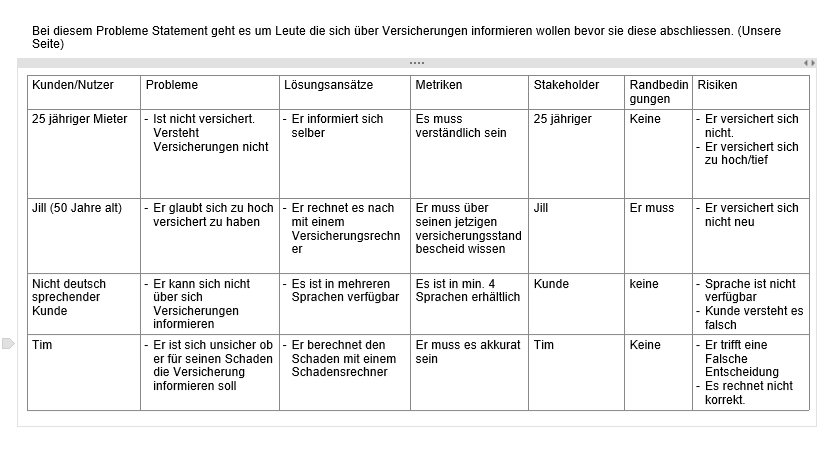 Bei diesem Probleme Statement geht es um Leute die sich über Versicherungen informieren wollen bevor sie diese abschliessen. (Unsere
Seite)
Kunden/Nutzer
Probleme
Lösungsansätze
Metriken
Stakeholder
Randbedin
gungen
Risiken
25 jähriger Mieter
- Ist nicht versichert.
Versteht
Versicherungen nicht
- Er informiert sich
selber
Es muss
verständlich sein
25 jähriger
Keine
- Er versichert sich
nicht.
- Er versichert sich
zu hoch/tief
Jill (50 Jahre alt)
- Er glaubt sich zu hoch
versichert zu haben
- Er rechnet es nach
mit einem
Versicherungsrechn
er
Er muss über
seinen jetzigen
versicherungsstand
bescheid wissen
Jill
Er muss
- Er versichert sich
nicht neu
Nicht deutsch
sprechender
Kunde
- Er kann sich nicht
über sich
Versicherungen
informieren
- Es ist in mehreren
Sprachen verfügbar
Es ist in min. 4
Sprachen erhältlich
Kunde
keine
- Sprache ist nicht
verfügbar
- Kunde versteht es
falsch
Tim
- Er ist sich unsicher ob
er für seinen Schaden
die Versicherung
informieren soll
- Er berechnet den
Schaden mit einem
Schadensrechner
Er muss es akkurat
sein
Tim
Keine
- Er trifft eine
Falsche
Entscheidung
- Es rechnet nicht
korrekt.